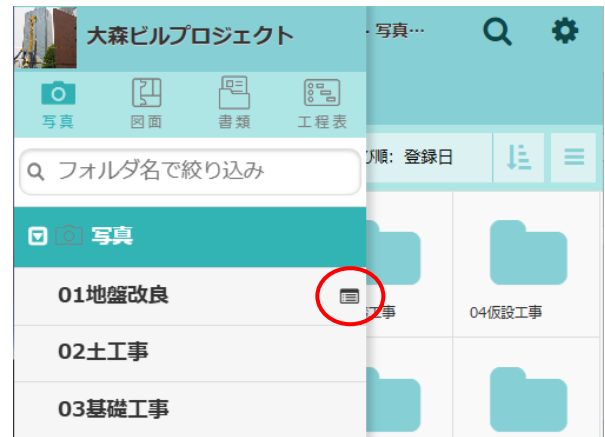 大森ビルプロジェクト
写真…
写真
図面
書類
工程表
フォルダ名で絞り込み
び順: 登録日
写真
01地盤改良
02土工事
03基礎工事
工事
04仮設工事